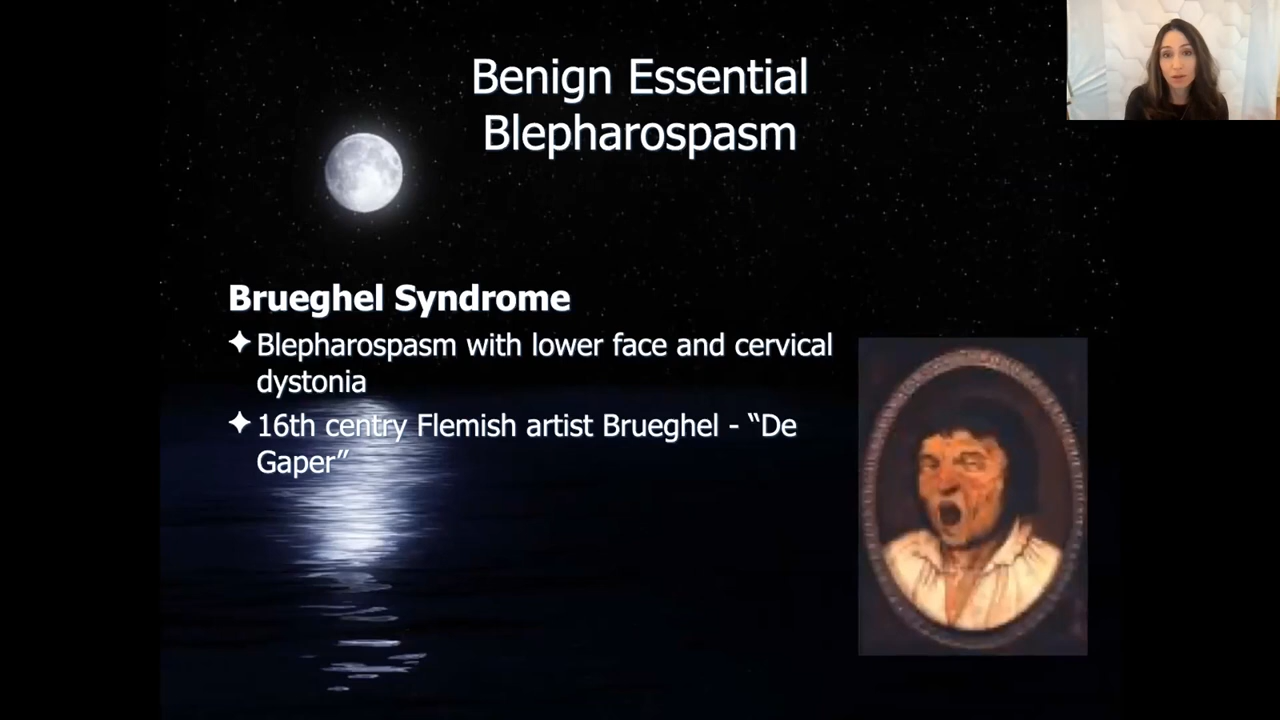 Benign Essential
Blepharospasm
Brueghel Syndrome
Blepharospasm with lower face and cervical
dystonia
16th centry Flemish artist Brueghel - “De
Gaper”